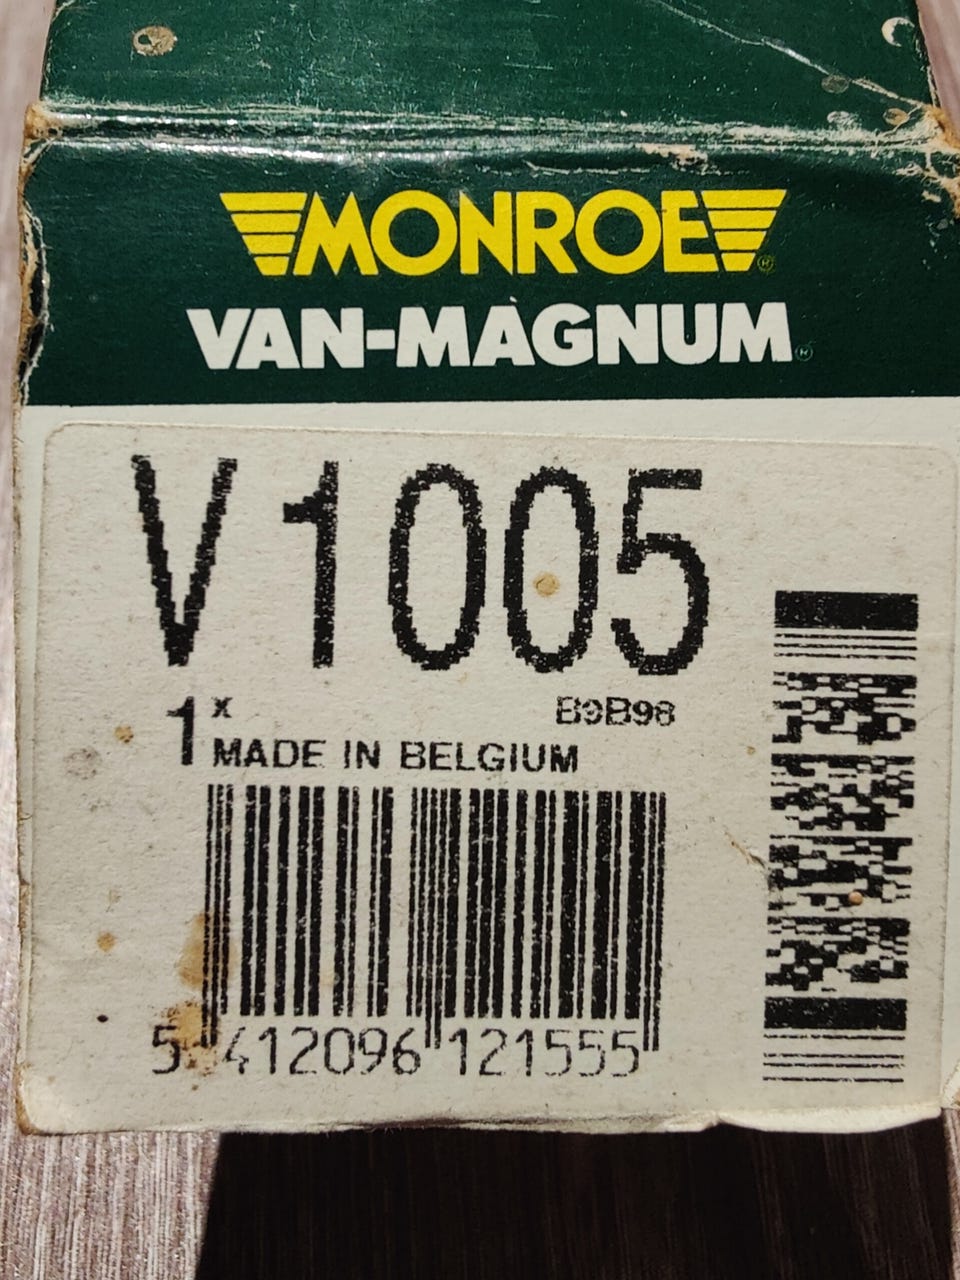 MONROE®
VAN-MAGNUM®
V1005
1x
B9B98
MADE IN BELGIUM
5 412096 121555